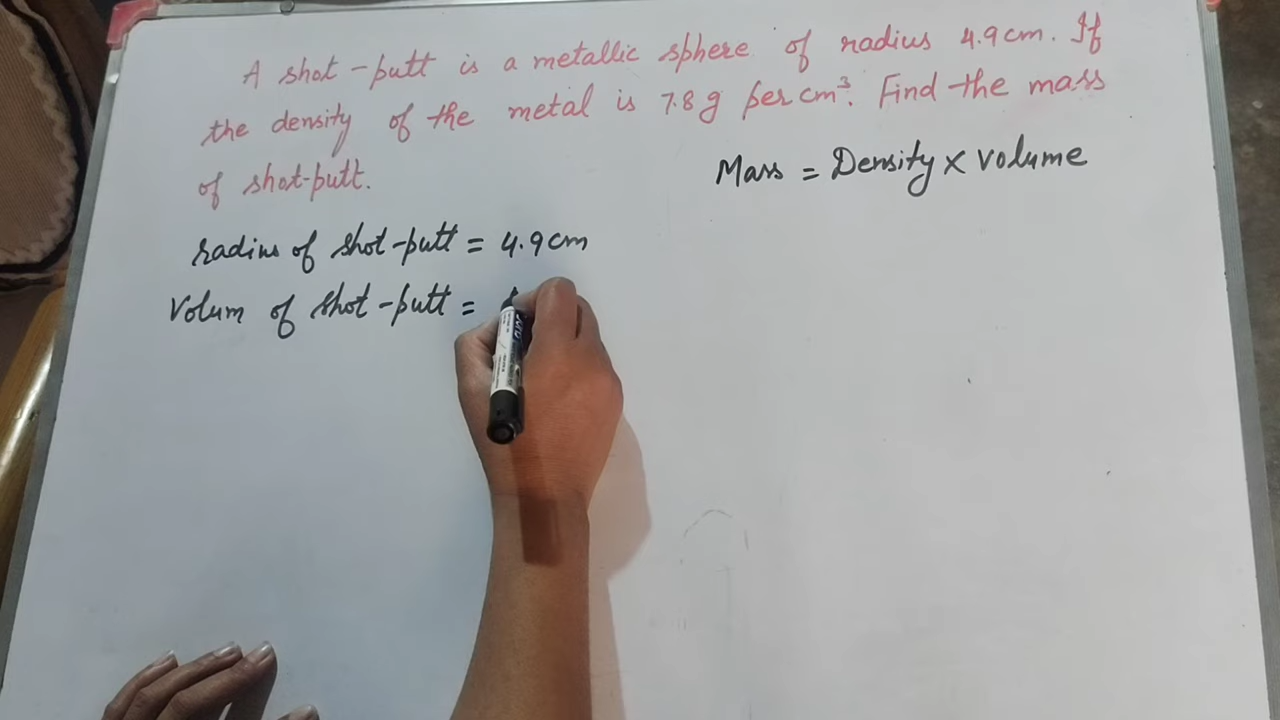 A shot-putt is a metallic sphere of radius 4.9cm. If
the density of the metal is 7.8g per cm³. Find the mass
of shot-putt.
Mass = Density x volume
radius of shot-putt = 4.9cm
Volum of shot-putt =